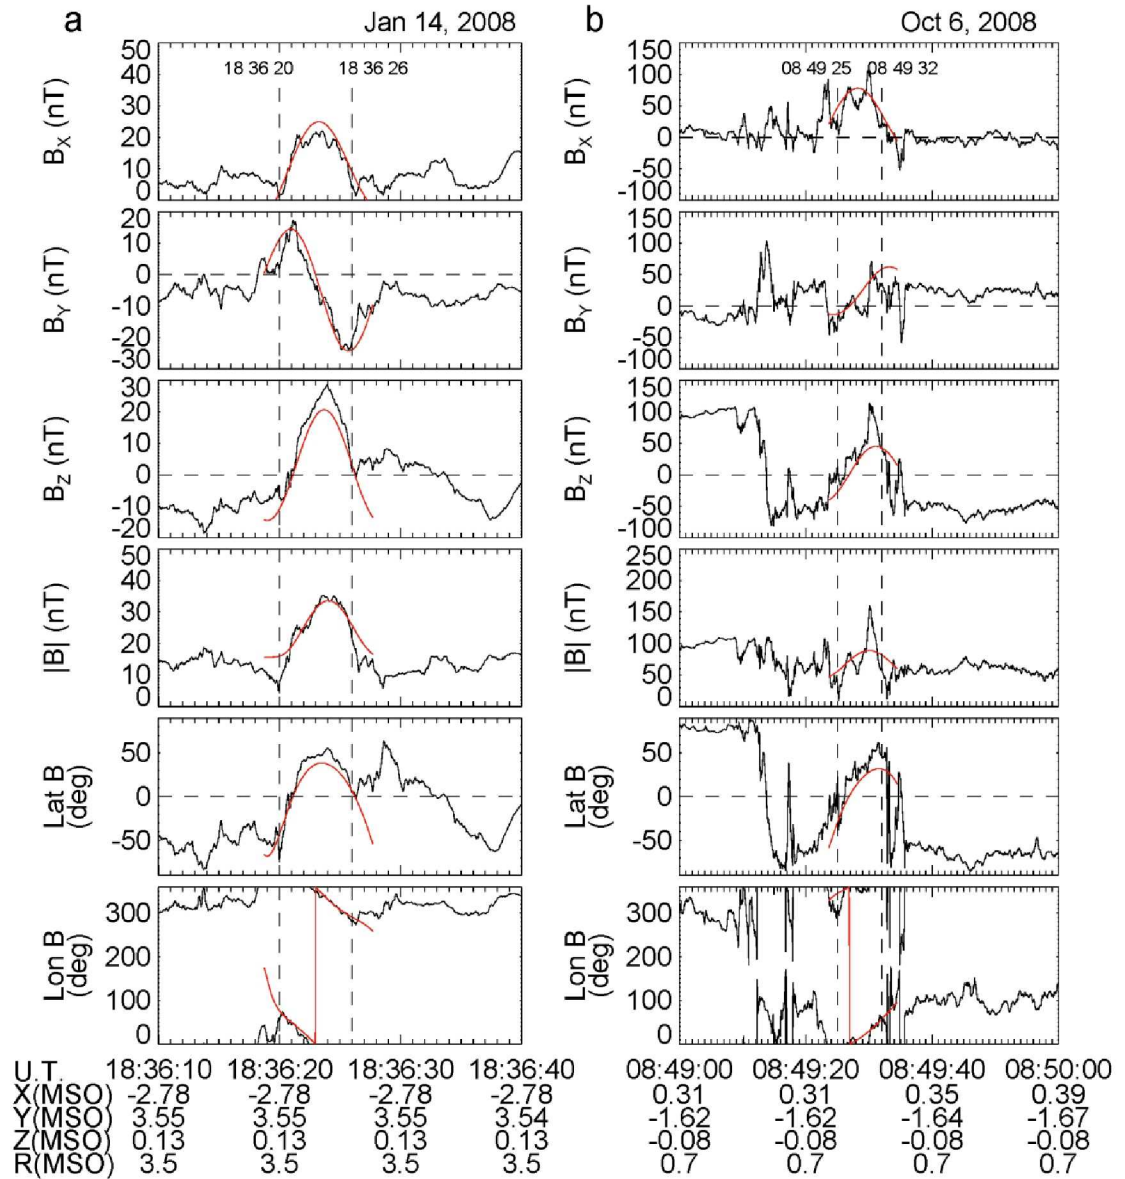 a Jan 14, 2008
b Oct 6, 2008
18 36 20 18 36 26
50
40
30
20
10
0
BX (nT)
20
10
0
-10
-20
-30
BY (nT)
30
20
10
0
-10
-20
BZ (nT)
50
40
30
20
10
0
|B| (nT)
50
0
-50
Lat B
(deg)
300
200
100
0
Lon B
(deg)
08 49 25 08 49 32
150
100
50
0
-50
-100
BX (nT)
150
100
50
0
-50
-100
BY (nT)
150
100
50
0
-50
-100
BZ (nT)
250
200
150
100
50
0
|B| (nT)
50
0
-50
Lat B
(deg)
300
200
100
0
Lon B
(deg)
U.T. 18:36:10 18:36:20 18:36:30 18:36:40 08:49:00 08:49:20 08:49:40 08:50:00
X(MSO) -2.78 -2.78 -2.78 -2.78 0.31 0.31 0.35 0.39
Y(MSO) 3.55 3.55 3.55 3.54 -1.62 -1.62 -1.64 -1.67
Z(MSO) 0.13 0.13 0.13 0.13 -0.08 -0.08 -0.08 -0.08
R(MSO) 3.5 3.5 3.5 3.5 0.7 0.7 0.7 0.7